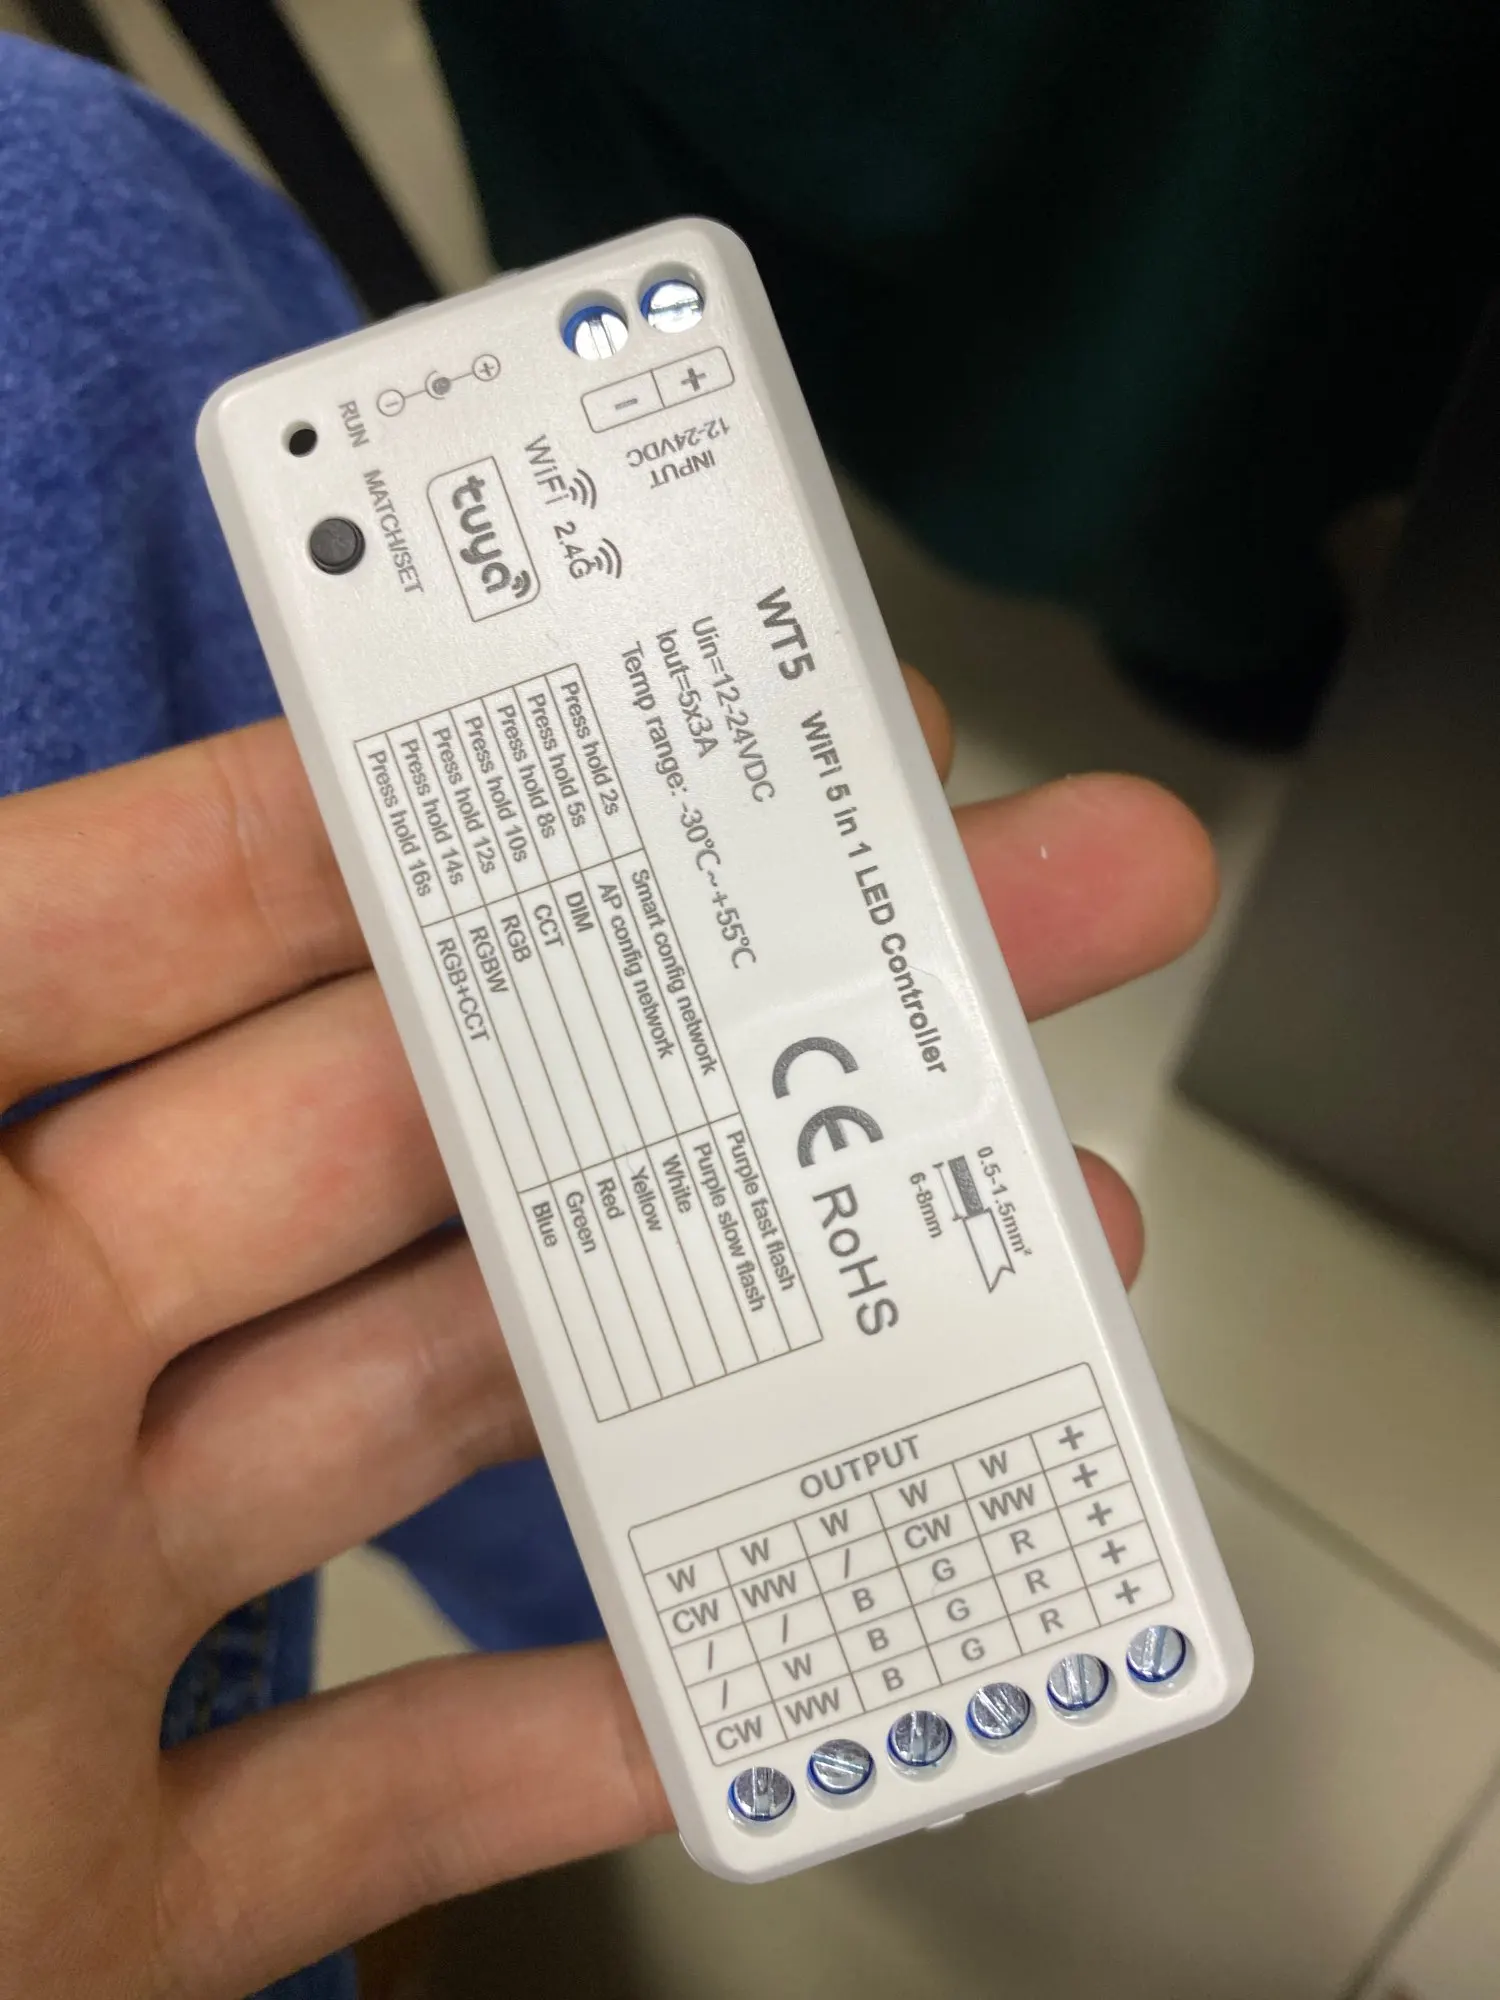 WT5 WiFi 5 in 1 LED Controller
Uin=12-24VDC
Iout=5x3A
Temp range: -30°C~+55°C
INPUT
12-24VDC
- +
WiFi 2.4G
tuya
- +
RUN MATCH/SET
Press hold 2s Smart config network Purple fast flash
Press hold 5s AP config network Purple slow flash
Press hold 8s DIM White
Press hold 10s CCT Yellow
Press hold 12s RGB Red
Press hold 14s RGBW Green
Press hold 16s RGB+CCT Blue
CE RoHS
0.5-1.5mm²
6-8mm
OUTPUT
W W W W W +
CW WW / CW WW +
/ / B G R +
/ W B G R +
CW WW B G R +